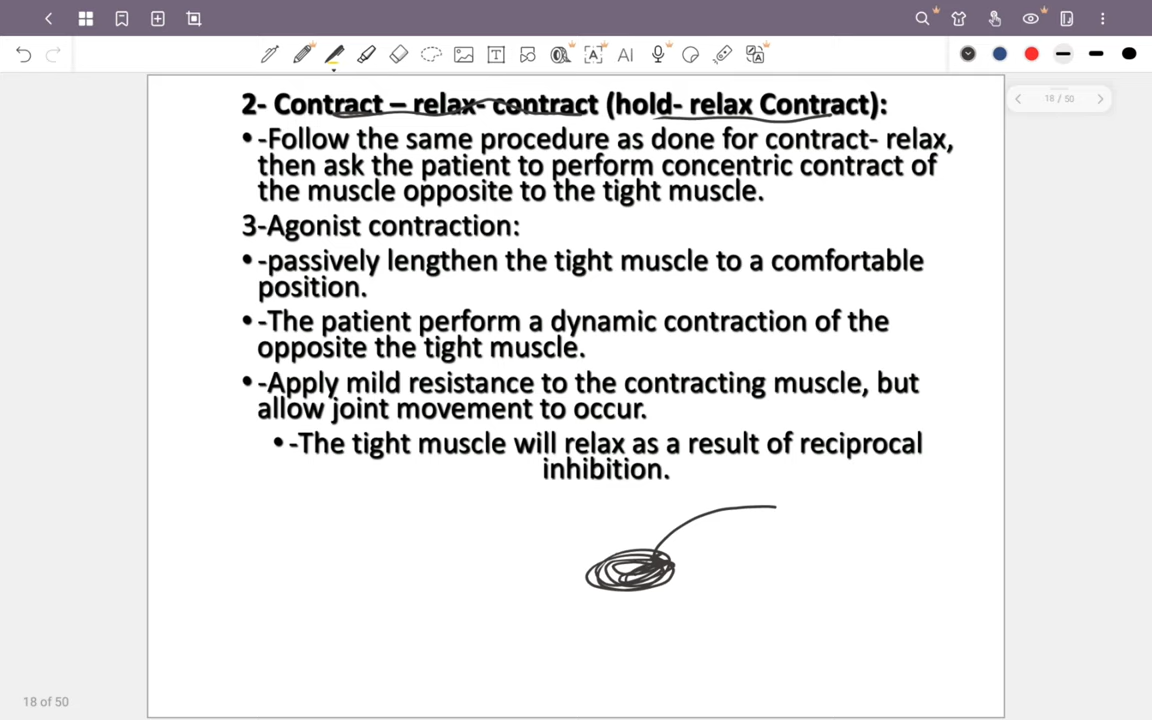 AI
18 / 50
2- Contract – relax- contract (hold- relax Contract):
• -Follow the same procedure as done for contract- relax,
then ask the patient to perform concentric contract of
the muscle opposite to the tight muscle.
3-Agonist contraction:
• -passively lengthen the tight muscle to a comfortable
position.
• -The patient perform a dynamic contraction of the
opposite the tight muscle.
• -Apply mild resistance to the contracting muscle, but
allow joint movement to occur.
• -The tight muscle will relax as a result of reciprocal
inhibition.
18 of 50